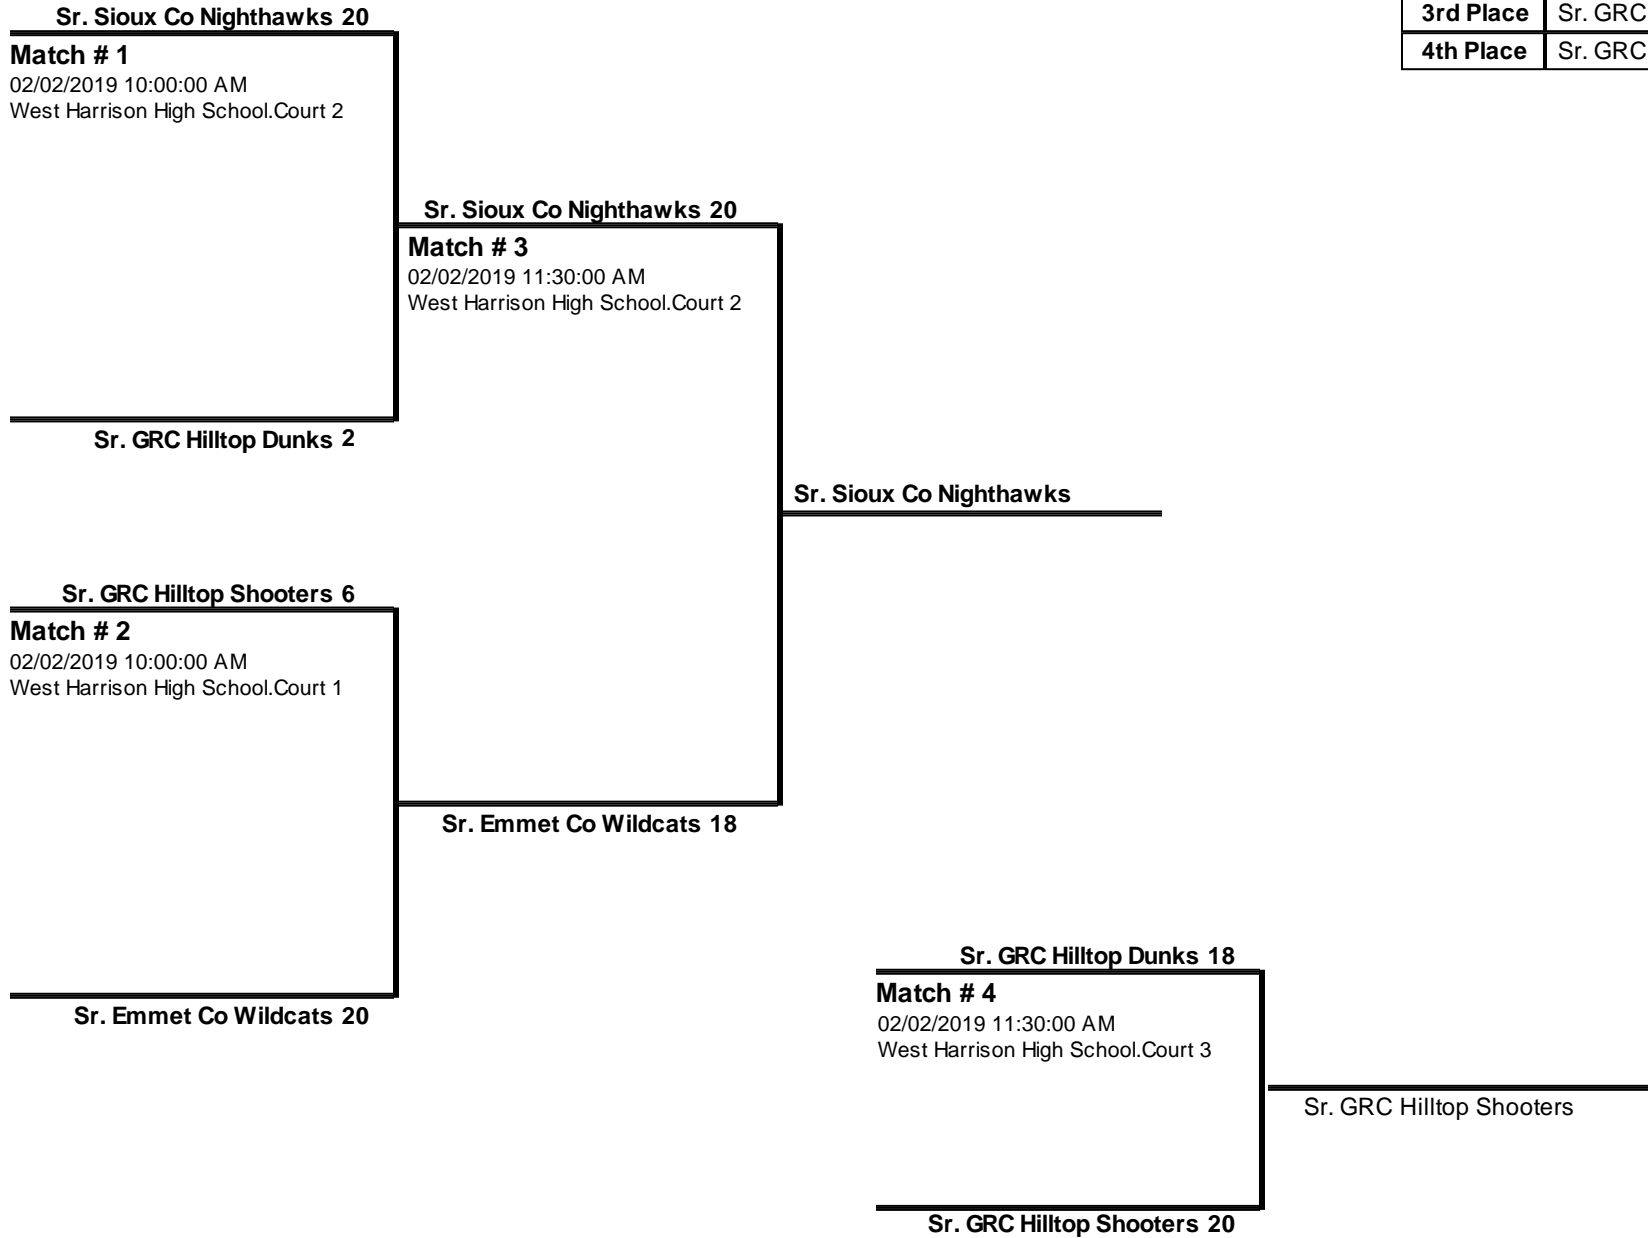 Sr. Sioux Co Nighthawks 20
3rd Place Sr. GRC
4th Place Sr. GRC
Match # 1
02/02/2019 10:00:00 AM
West Harrison High School.Court 2
Sr. Sioux Co Nighthawks 20
Match # 3
02/02/2019 11:30:00 AM
West Harrison High School.Court 2
Sr. GRC Hilltop Dunks 2
Sr. Sioux Co Nighthawks
Sr. GRC Hilltop Shooters 6
Match # 2
02/02/2019 10:00:00 AM
West Harrison High School.Court 1
Sr. Emmet Co Wildcats 18
Sr. Emmet Co Wildcats 20
Sr. GRC Hilltop Dunks 18
Match # 4
02/02/2019 11:30:00 AM
West Harrison High School.Court 3
Sr. GRC Hilltop Shooters
Sr. GRC Hilltop Shooters 20